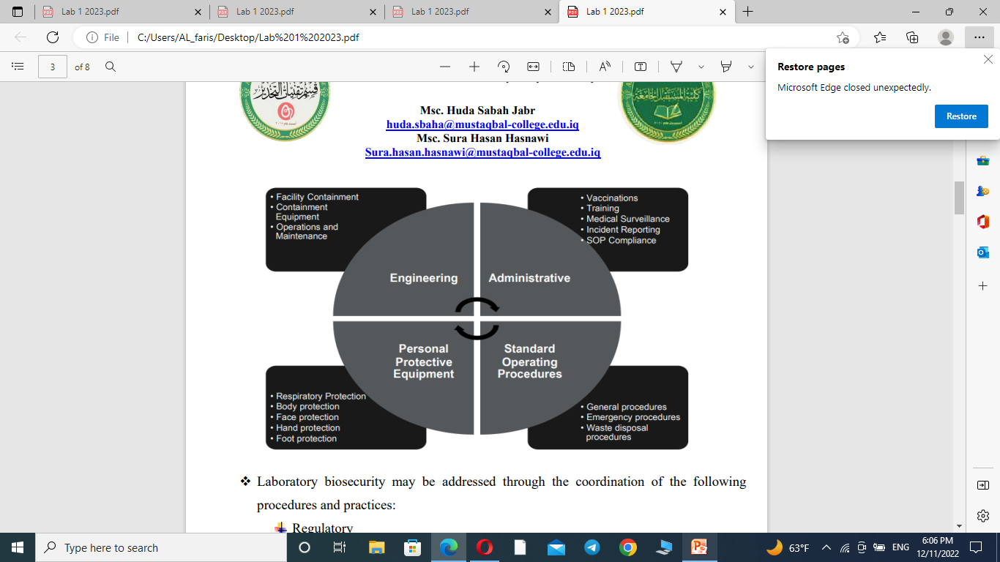 Lab 1 2023.pdf
Lab 1 2023.pdf
Lab 1 2023.pdf
Lab 1 2023.pdf
File
C:/Users/AL_faris/Desktop/Lab%201%202023.pdf
3
of 8
Restore pages
Microsoft Edge closed unexpectedly.
Restore
قسم تقنيات التخدير
كلية المستقبل الجامعة
Msc. Huda Sabah Jabr
huda.sbaha@mustaqbal-college.edu.iq
Msc. Sura Hasan Hasnawi
Sura.hasan.hasnawi@mustaqbal-college.edu.iq
• Facility Containment
• Containment
Equipment
• Operations and
Maintenance
• Vaccinations
• Training
• Medical Surveillance
• Incident Reporting
• SOP Compliance
Engineering
Administrative
Personal
Protective
Equipment
Standard
Operating
Procedures
• Respiratory Protection
• Body protection
• Face protection
• Hand protection
• Foot protection
• General procedures
• Emergency procedures
• Waste disposal
procedures
❖ Laboratory biosecurity may be addressed through the coordination of the following
procedures and practices:
Regulatory
Type here to search
63°F
ENG
6:06 PM
12/11/2022